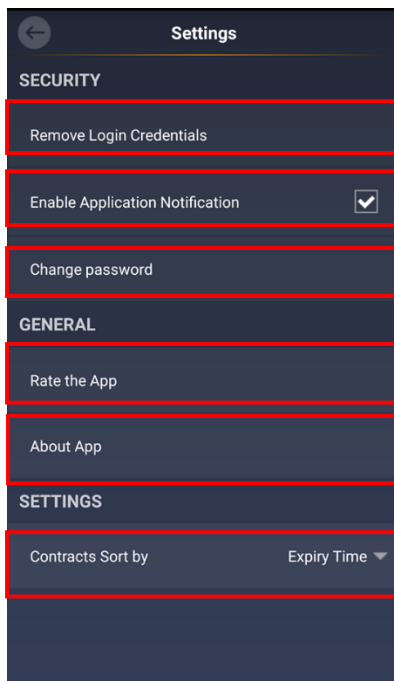 Settings
SECURITY
Remove Login Credentials
Enable Application Notification
Change password
GENERAL
Rate the App
About App
SETTINGS
Contracts Sort by Expiry Time